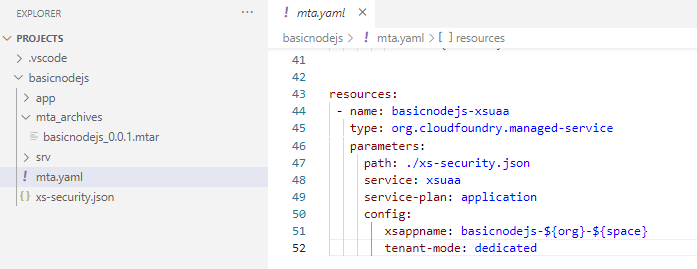 EXPLORER
PROJECTS
.vscode
basicnodejs
app
mta_archives
basicnodejs_0.0.1.mtar
srv
! mta.yaml
{} xs-security.json
! mta.yaml ×
basicnodejs > ! mta.yaml > [ ] resources
41
42
43 resources:
44 - name: basicnodejs-xsuaa
45 type: org.cloudfoundry.managed-service
46 parameters:
47 path: ./xs-security.json
48 service: xsuaa
49 service-plan: application
50 config:
51 xsappname: basicnodejs-${org}-${space}
52 tenant-mode: dedicated